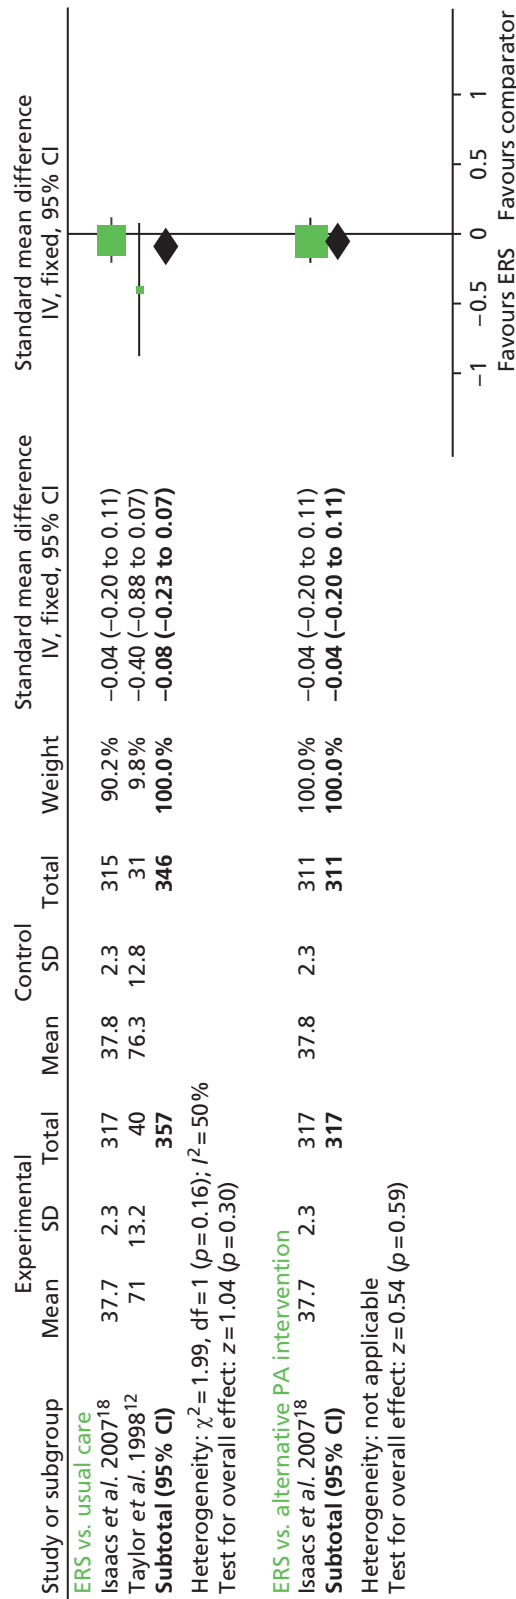 Experimental Control Standard mean difference Standard mean difference
Study or subgroup Mean SD Total Mean SD Total Weight IV, fixed, 95% CI IV, fixed, 95% CI
ERS vs. usual care
Isaacs et al. 2007¹⁸ 37.7 2.3 317 37.8 2.3 315 90.2% −0.04 (−0.20 to 0.11)
Taylor et al. 1998¹² 71 13.2 40 76.3 12.8 31 9.8% −0.40 (−0.88 to 0.07)
Subtotal (95% CI) 357 346 100.0% −0.08 (−0.23 to 0.07)
Heterogeneity: χ² = 1.99, df = 1 (p = 0.16); I² = 50%
Test for overall effect: z = 1.04 (p = 0.30)
ERS vs. alternative PA intervention
Isaacs et al. 2007¹⁸ 37.7 2.3 317 37.8 2.3 311 100.0% −0.04 (−0.20 to 0.11)
Subtotal (95% CI) 317 311 100.0% −0.04 (−0.20 to 0.11)
Heterogeneity: not applicable
Test for overall effect: z = 0.54 (p = 0.59)
−1 −0.5 0 0.5 1
Favours ERS Favours comparator